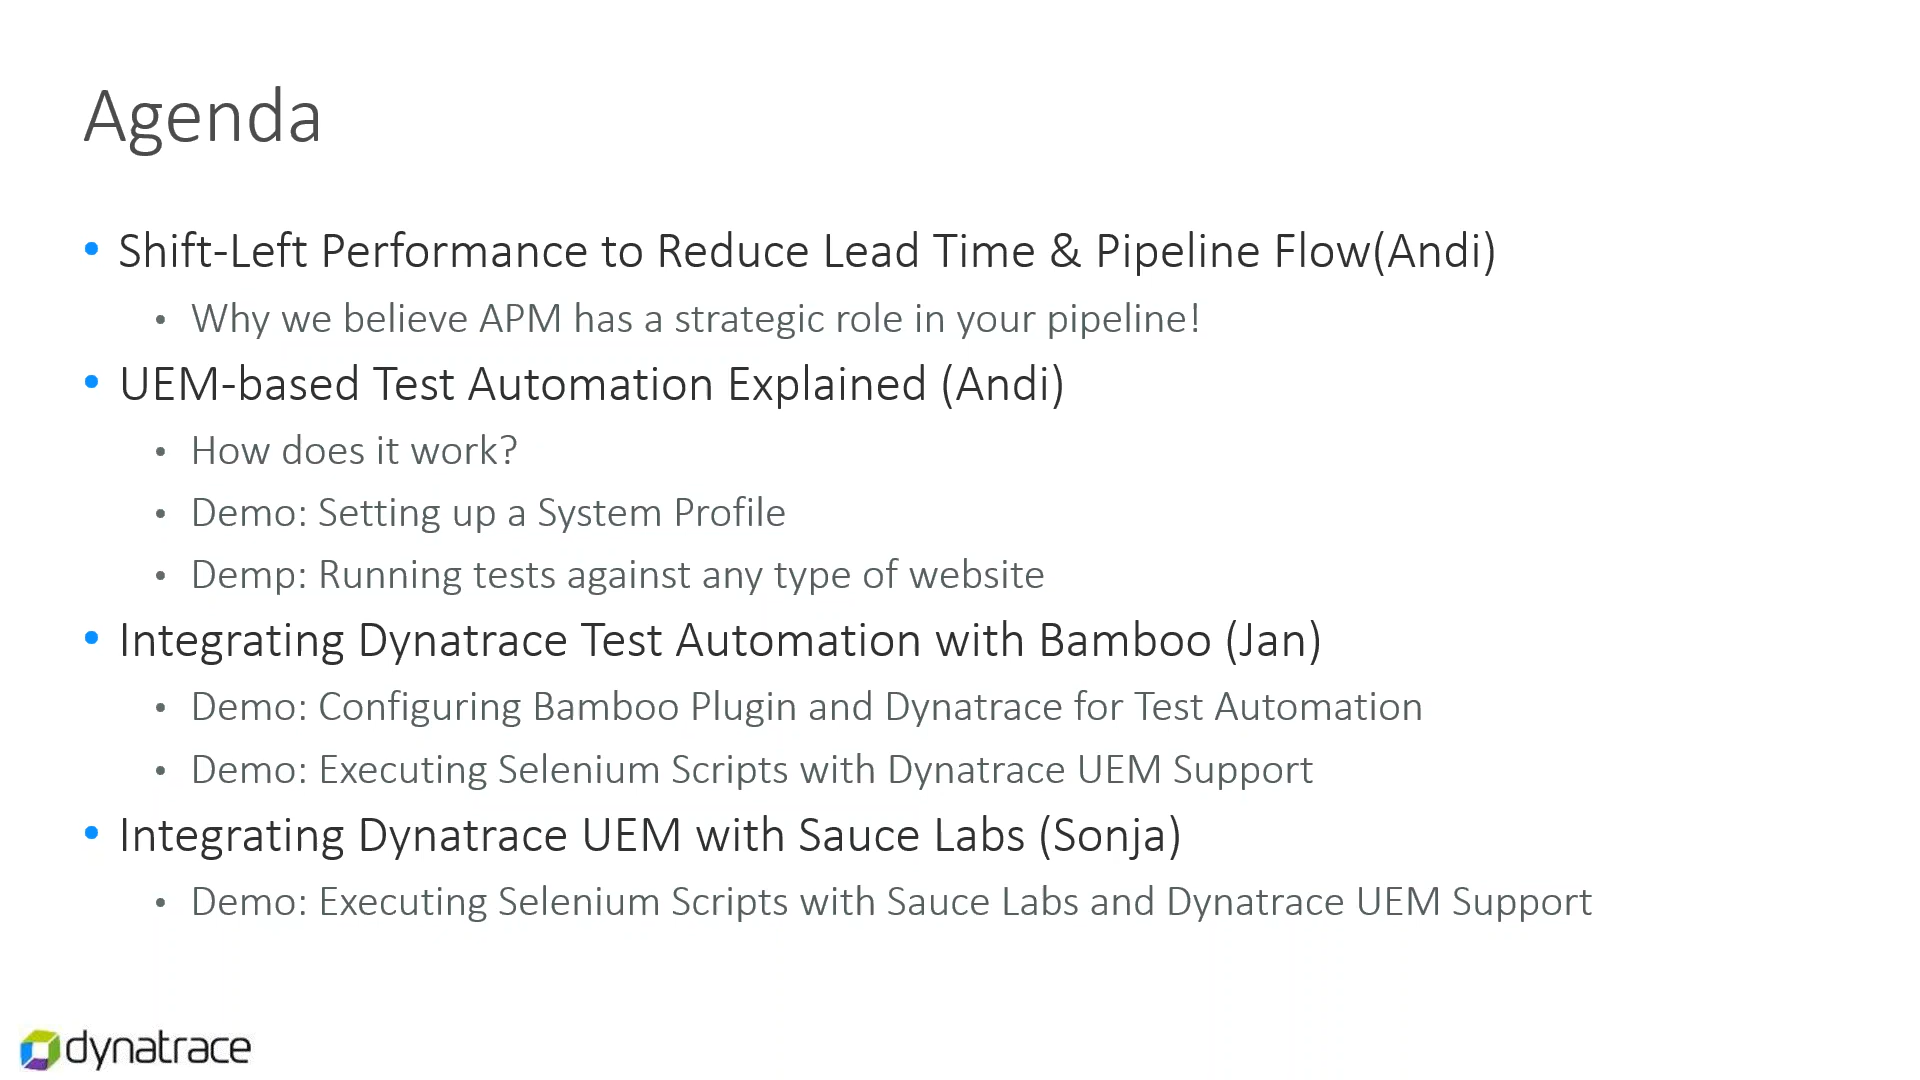 Agenda
• Shift-Left Performance to Reduce Lead Time & Pipeline Flow(Andi)
• Why we believe APM has a strategic role in your pipeline!
• UEM-based Test Automation Explained (Andi)
• How does it work?
• Demo: Setting up a System Profile
• Demp: Running tests against any type of website
• Integrating Dynatrace Test Automation with Bamboo (Jan)
• Demo: Configuring Bamboo Plugin and Dynatrace for Test Automation
• Demo: Executing Selenium Scripts with Dynatrace UEM Support
• Integrating Dynatrace UEM with Sauce Labs (Sonja)
• Demo: Executing Selenium Scripts with Sauce Labs and Dynatrace UEM Support
dynatrace